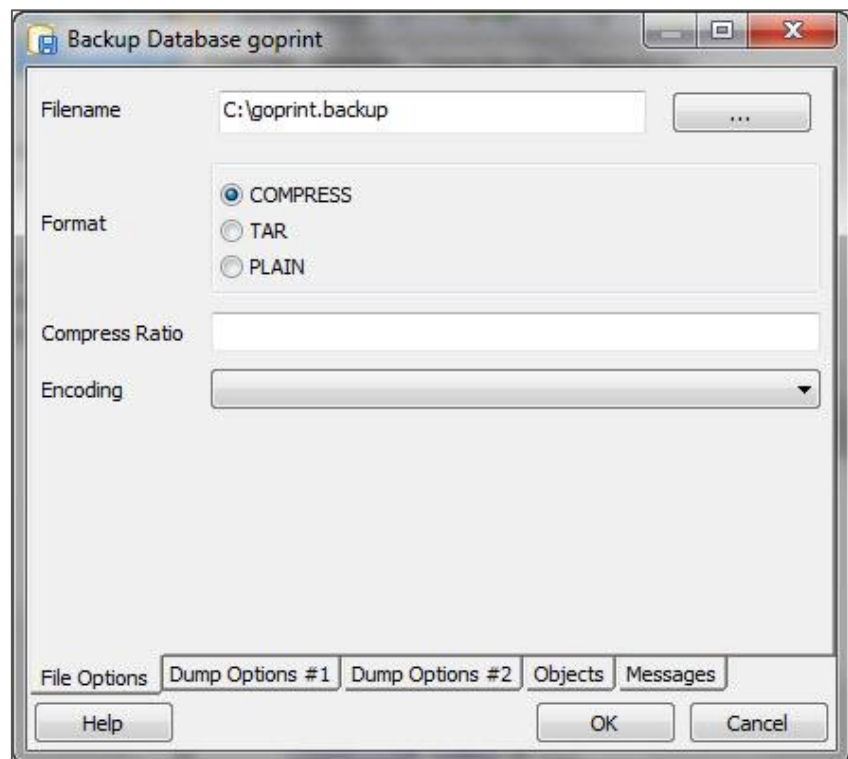 Backup Database goprint
Filename C:\goprint.backup ...
COMPRESS
Format TAR
PLAIN
Compress Ratio
Encoding
File Options Dump Options #1 Dump Options #2 Objects Messages
Help OK Cancel